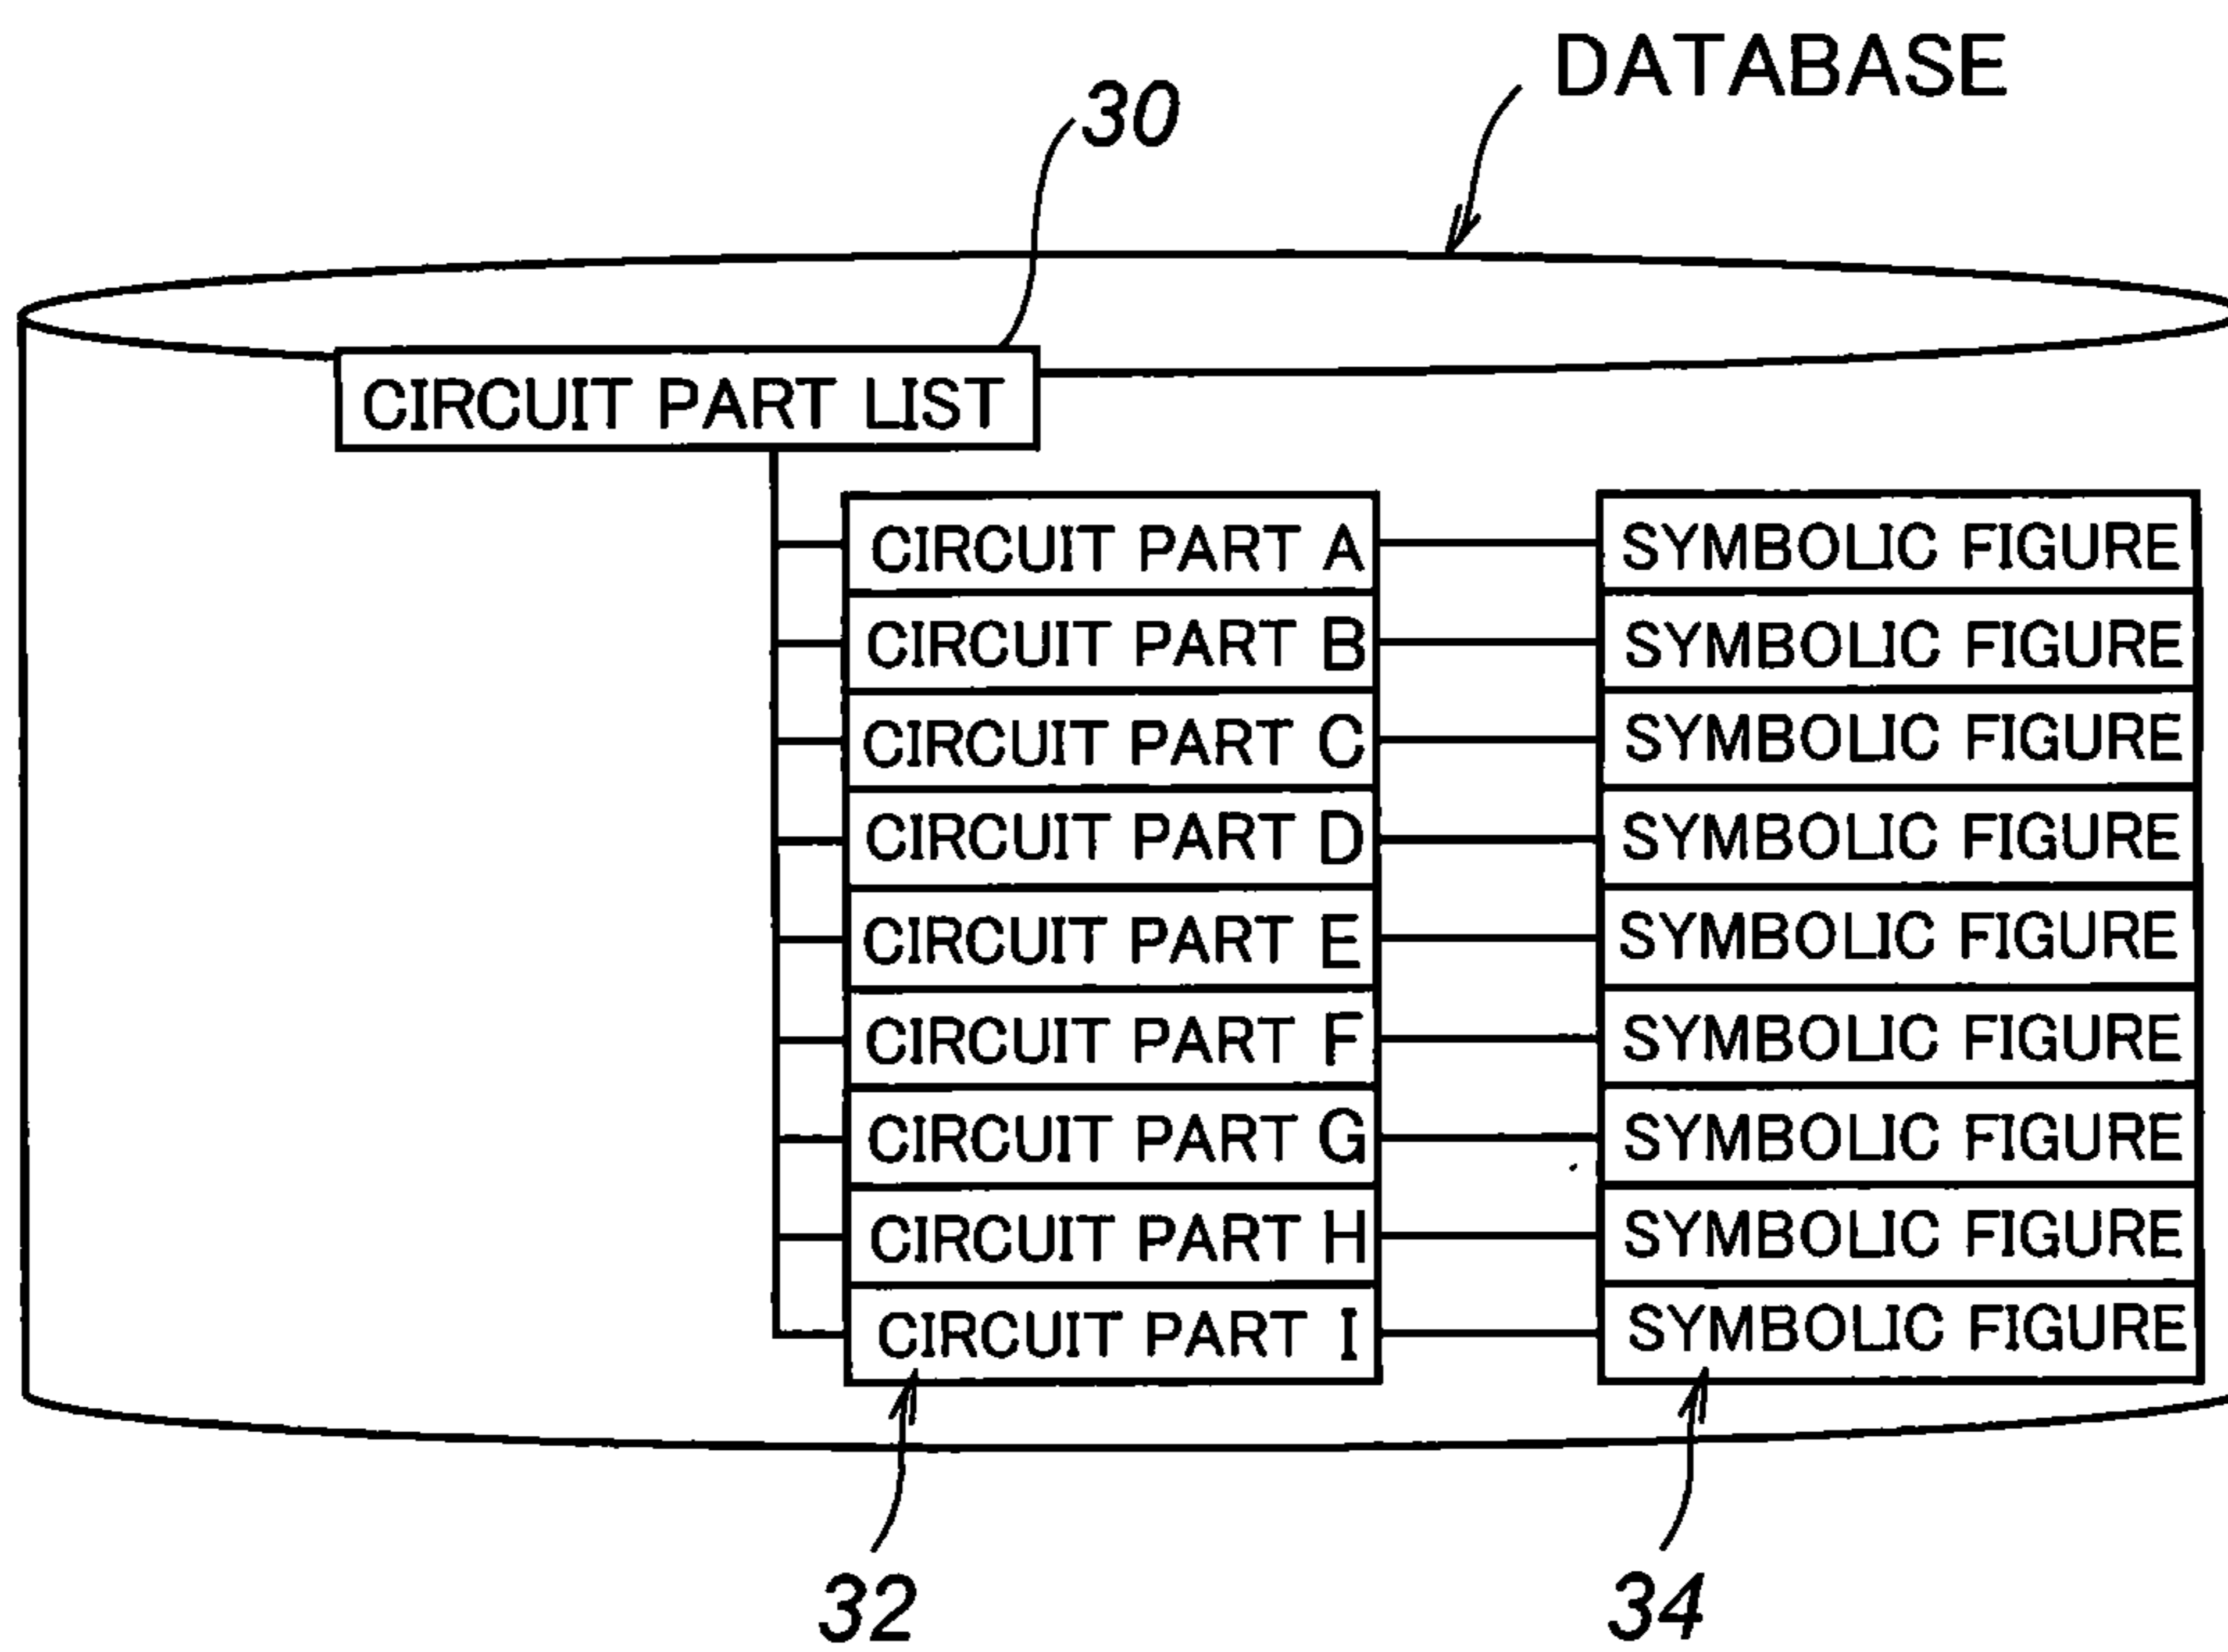 DATABASE
30
CIRCUIT PART LIST
CIRCUIT PART A SYMBOLIC FIGURE
CIRCUIT PART B SYMBOLIC FIGURE
CIRCUIT PART C SYMBOLIC FIGURE
CIRCUIT PART D SYMBOLIC FIGURE
CIRCUIT PART E SYMBOLIC FIGURE
CIRCUIT PART F SYMBOLIC FIGURE
CIRCUIT PART G SYMBOLIC FIGURE
CIRCUIT PART H SYMBOLIC FIGURE
CIRCUIT PART I SYMBOLIC FIGURE
32 34